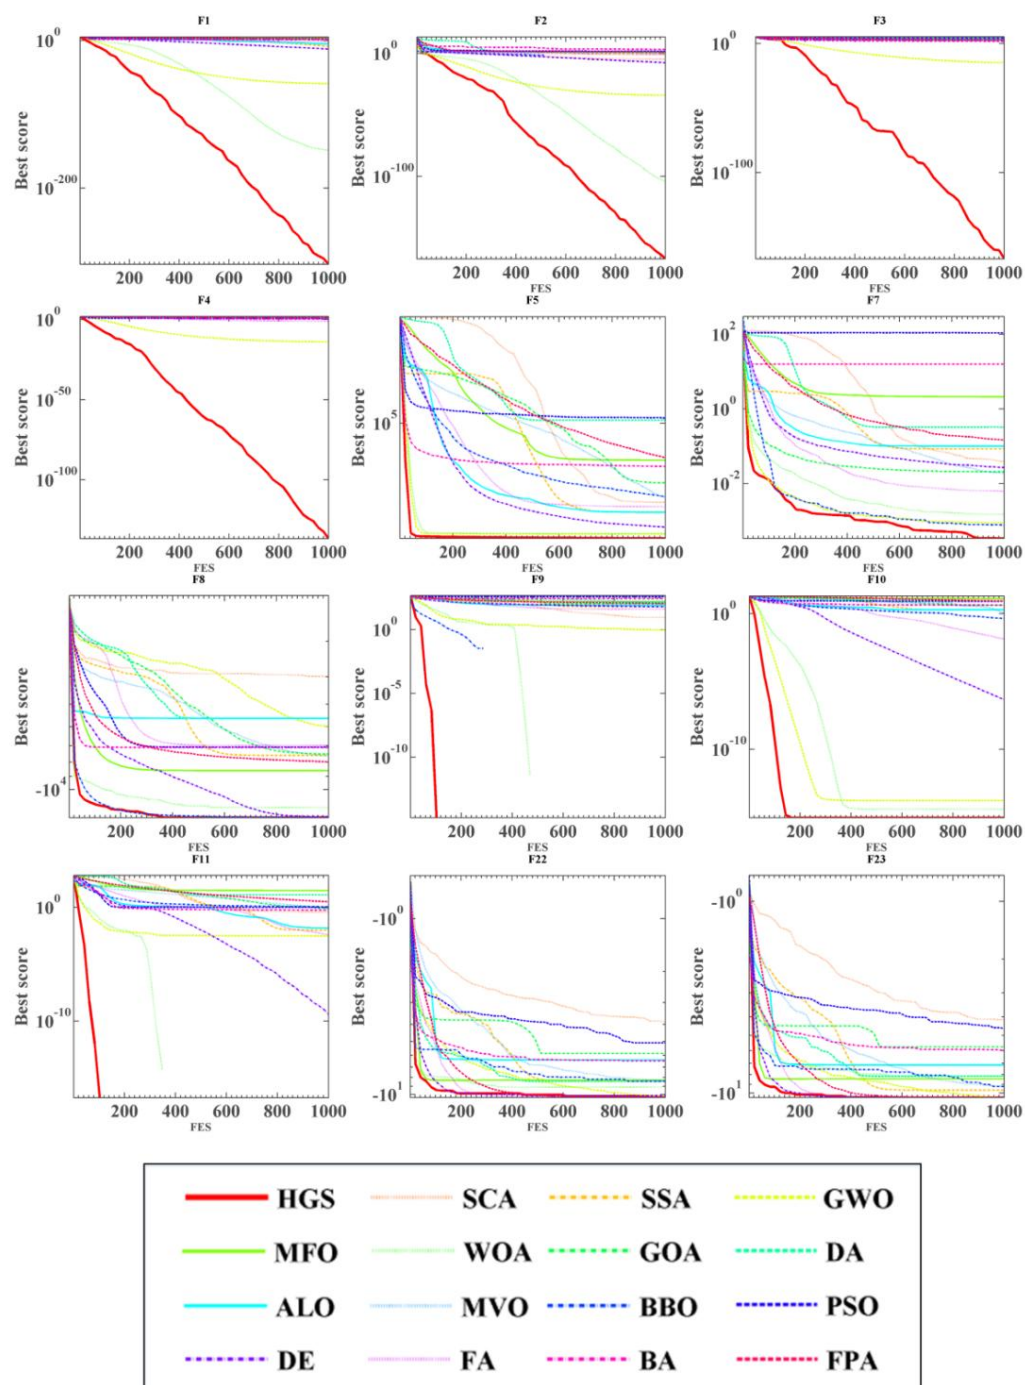 F1 F2 F3
10^0 10^0 10^0
Best score Best score Best score
10^-200 10^-100 10^-100
200 400 600 800 1000 200 400 600 800 1000 200 400 600 800 1000
FES FES FES
F4 F5 F7
10^0 10^2
10^5 10^0
10^-50
Best score Best score Best score
10^-100 10^-2
200 400 600 800 1000 200 400 600 800 1000 200 400 600 800 1000
FES FES FES
F8 F9 F10
10^0 10^0
Best score Best score Best score
10^-5
-10^4 10^-10 10^-10
200 400 600 800 1000 200 400 600 800 1000 200 400 600 800 1000
FES FES FES
F11 F22 F23
10^0 -10^0 -10^0
Best score Best score Best score
10^-10 -10^1 -10^1
200 400 600 800 1000 200 400 600 800 1000 200 400 600 800 1000
FES FES FES
HGS SCA SSA GWO
MFO WOA GOA DA
ALO MVO BBO PSO
DE FA BA FPA